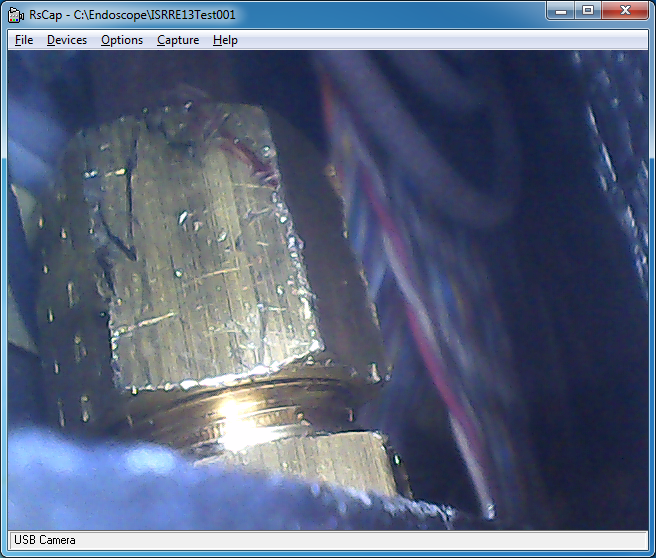 RsCap - C:\Endoscope\ISRRE13Test001
File Devices Options Capture Help
USB Camera